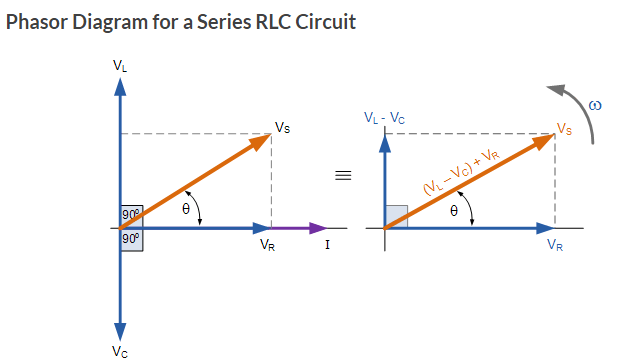 Phasor Diagram for a Series RLC Circuit
VL
VS
90º
90º
θ
VR
I
VC
≡
VL - VC
(VL – VC) + VR
θ
VS
ω
VR